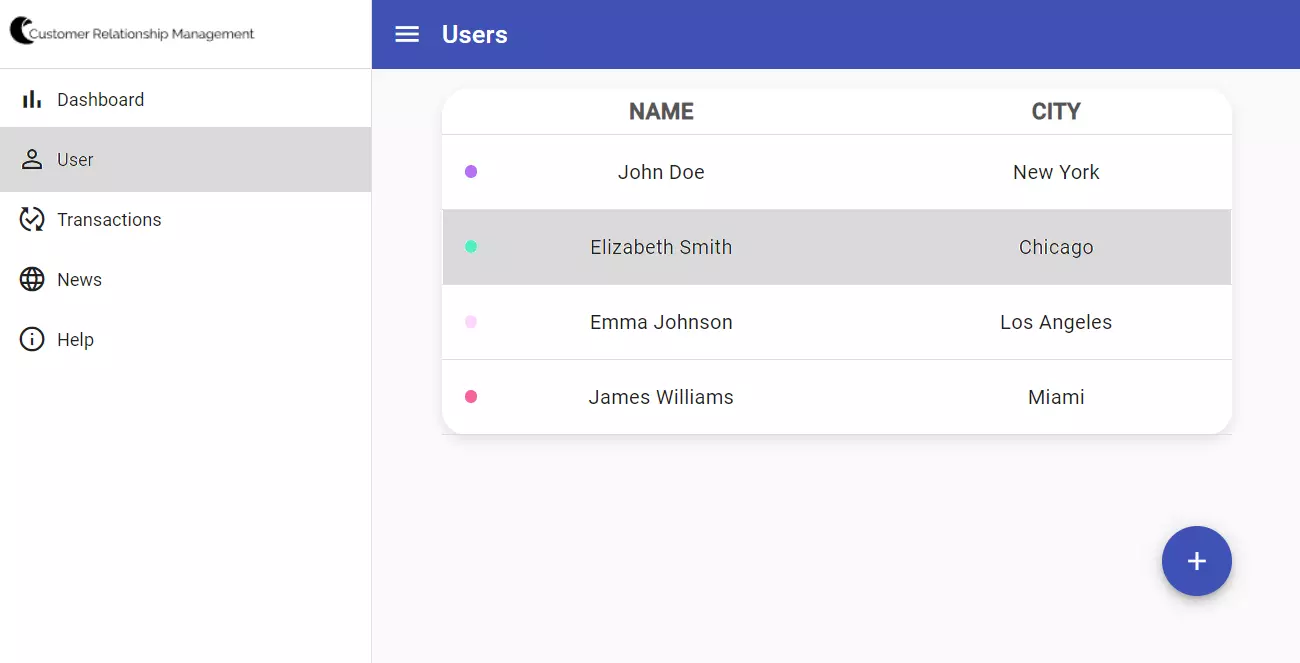 Customer Relationship Management
Dashboard
User
Transactions
News
Help
Users
NAME CITY
John Doe New York
Elizabeth Smith Chicago
Emma Johnson Los Angeles
James Williams Miami
+